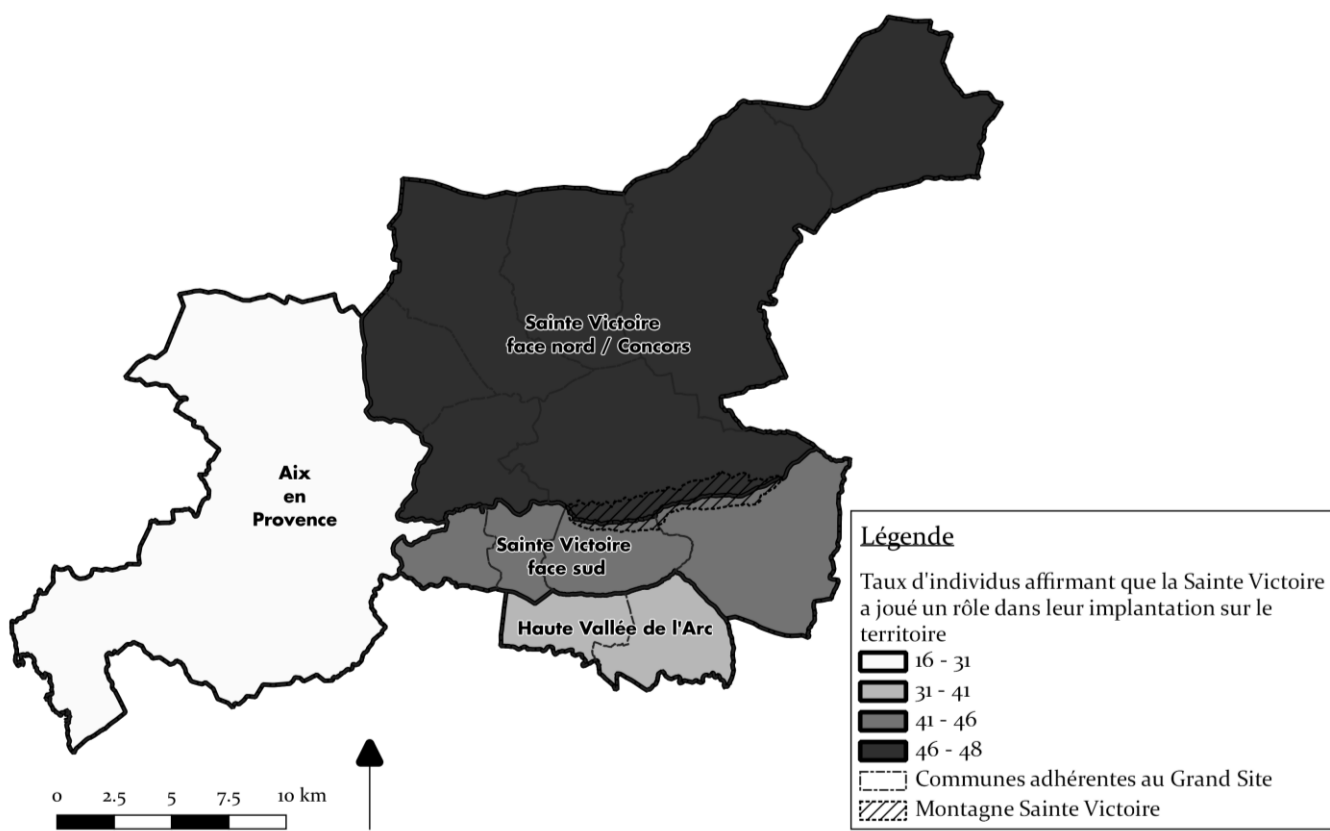 Sainte Victoire
face nord / Concors
Aix
en
Provence
Sainte Victoire
face sud
Haute Vallée de l'Arc
Légende
Taux d'individus affirmant que la Sainte Victoire
a joué un rôle dans leur implantation sur le
territoire
16 - 31
31 - 41
41 - 46
46 - 48
Communes adhérentes au Grand Site
Montagne Sainte Victoire
0 2.5 5 7.5 10 km